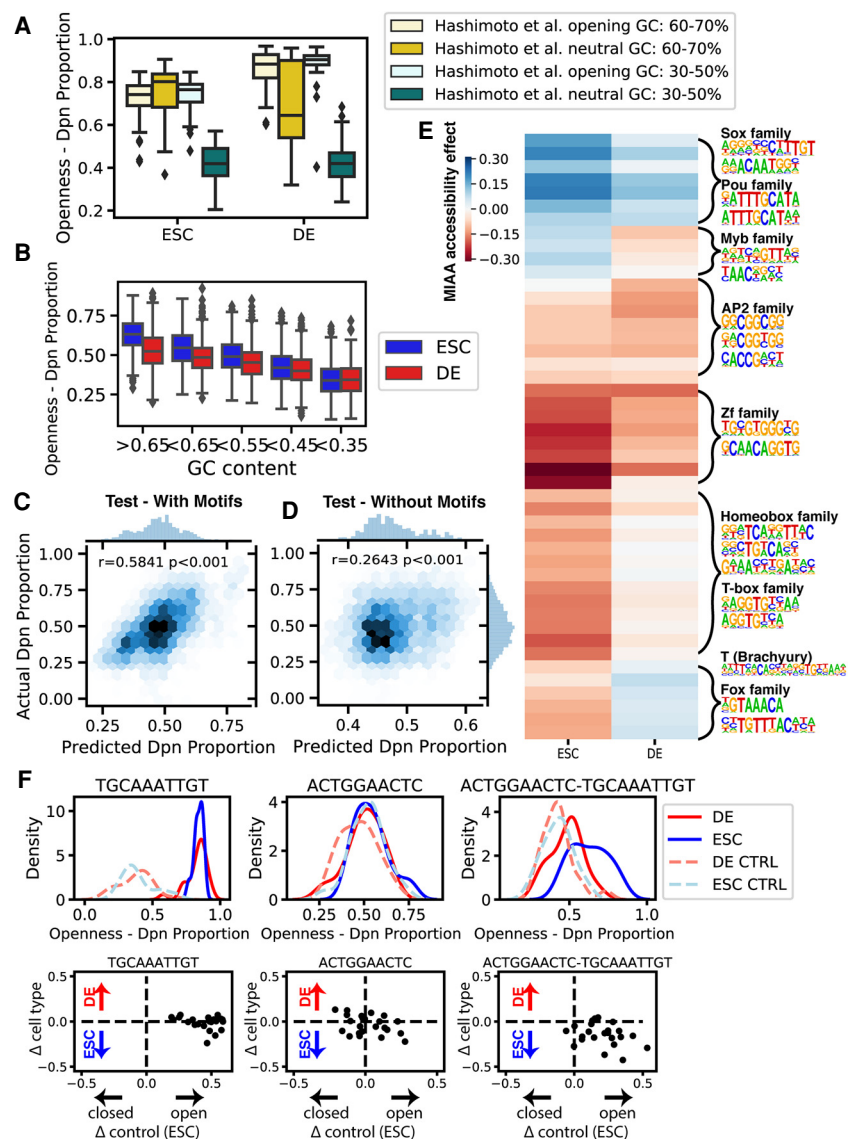 A
Hashimoto et al. opening GC: 60-70%
Hashimoto et al. neutral GC: 60-70%
Hashimoto et al. opening GC: 30-50%
Hashimoto et al. neutral GC: 30-50%
Openness - Dpn Proportion
1.0
0.8
0.6
0.4
0.2
ESC DE
B
Openness - Dpn Proportion
0.75
0.50
0.25
>0.65 <0.65 <0.55 <0.45 <0.35
GC content
ESC
DE
C
Test - With Motifs
r=0.5841 p<0.001
Actual Dpn Proportion
1.00
0.75
0.50
0.25
0.00
0.25 0.50 0.75
Predicted Dpn Proportion
D
Test - Without Motifs
r=0.2643 p<0.001
1.00
0.75
0.50
0.25
0.00
0.4 0.5 0.6
Predicted Dpn Proportion
E
MIAA accessibility effect
0.30
0.15
0.00
−0.15
−0.30
ESC DE
Sox family
Pou family
Myb family
AP2 family
Zf family
Homeobox family
T-box family
T (Brachyury)
Fox family
F
TGCAAATTGT
Density
10
5
0
0.0 0.5 1.0
Openness - Dpn Proportion
ACTGGAACTC
Density
4
2
0
0.25 0.50 0.75
Openness - Dpn Proportion
ACTGGAACTC-TGCAAATTGT
Density
4
2
0
0.5 1.0
Openness - Dpn Proportion
DE
ESC
DE CTRL
ESC CTRL
TGCAAATTGT
Δ cell type
0.5
0.0
−0.5
DE
ESC
−0.5 0.0 0.5
closed open
Δ control (ESC)
ACTGGAACTC
Δ cell type
0.5
0.0
−0.5
DE
ESC
−0.5 0.0 0.5
closed open
Δ control (ESC)
ACTGGAACTC-TGCAAATTGT
Δ cell type
0.5
0.0
−0.5
DE
ESC
−0.5 0.0 0.5
closed open
Δ control (ESC)